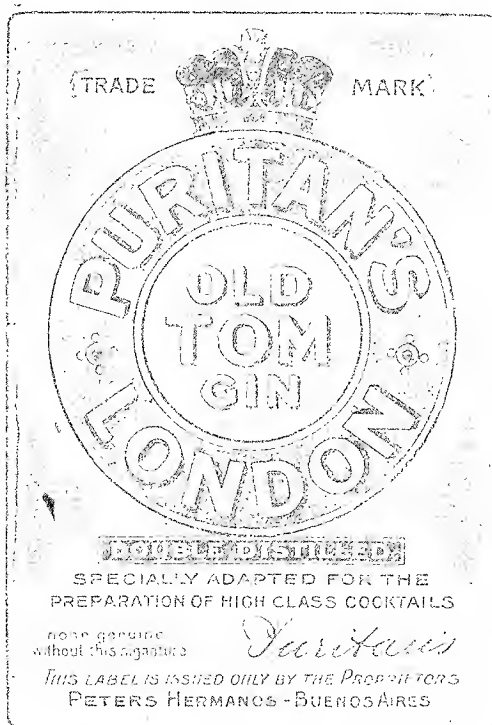 TRADE MARK
PURITAN'S
OLD
TOM
GIN
LONDON
DOUBLE DISTILLED.
SPECIALLY ADAPTED FOR THE
PREPARATION OF HIGH CLASS COCKTAILS
none genuine
without this signature
Puritan's
THIS LABEL IS ISSUED ONLY BY THE PROPRIETORS
PETERS HERMANOS - BUENOS AIRES